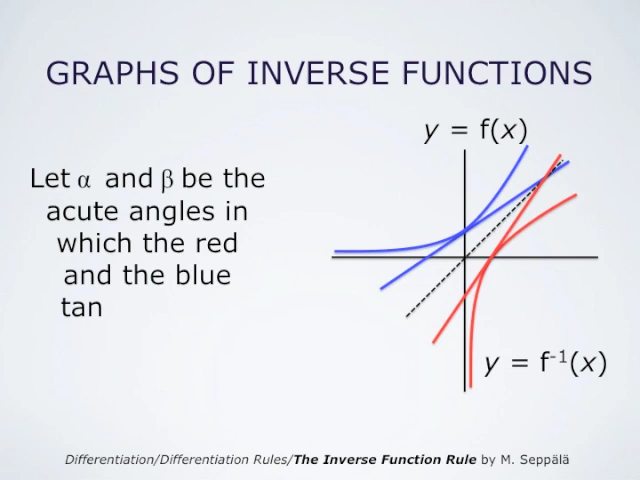 GRAPHS OF INVERSE FUNCTIONS
y = f(x)
Let α and β be the
acute angles in
which the red
and the blue
tan
y = f⁻¹(x)
Differentiation/Differentiation Rules/The Inverse Function Rule by M. Seppälä